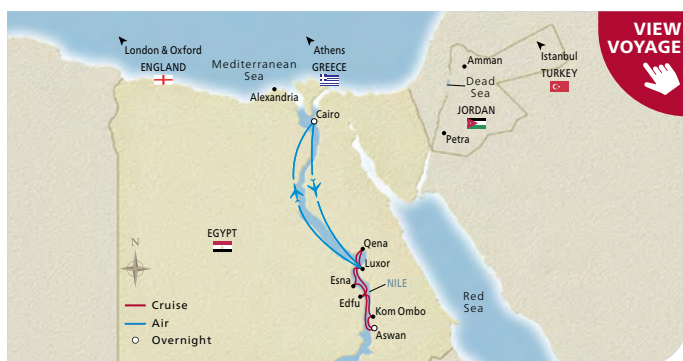 VIEW
VOYAGE
London & Oxford
ENGLAND
Athens
GREECE
Mediterranean
Sea
Alexandria
Amman
Istanbul
TURKEY
Dead
Sea
JORDAN
Petra
Cairo
EGYPT
N
Qena
Luxor
Esna
NILE
Edfu
Kom Ombo
Aswan
Red
Sea
Cruise
Air
Overnight